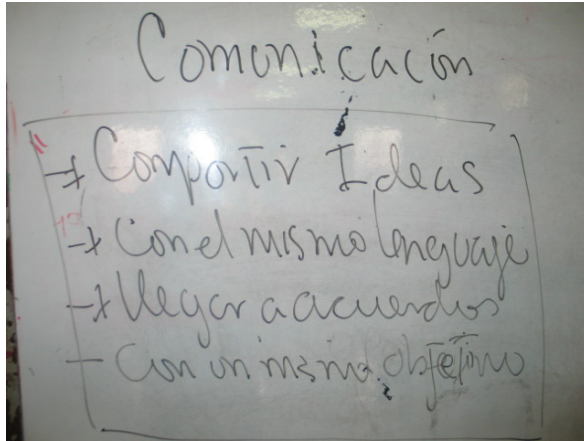 Comunicación
-* Compartir Ideas
-* Con el mismo lenguaje
-* llegar a acuerdos
- Con un mismo objetivo